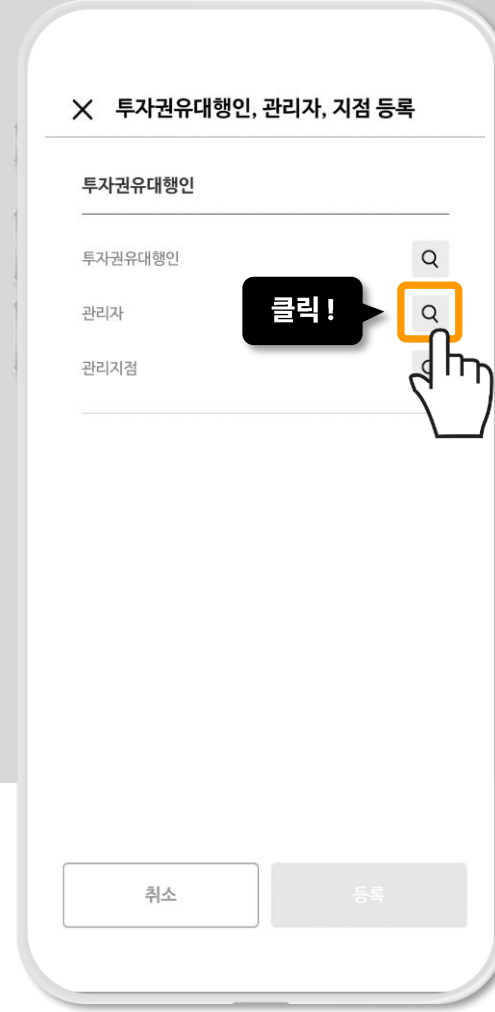 투자권유대행인, 관리자, 지점 등록
투자권유대행인
투자권유대행인
관리자
클릭 !
관리지점
취소
등록